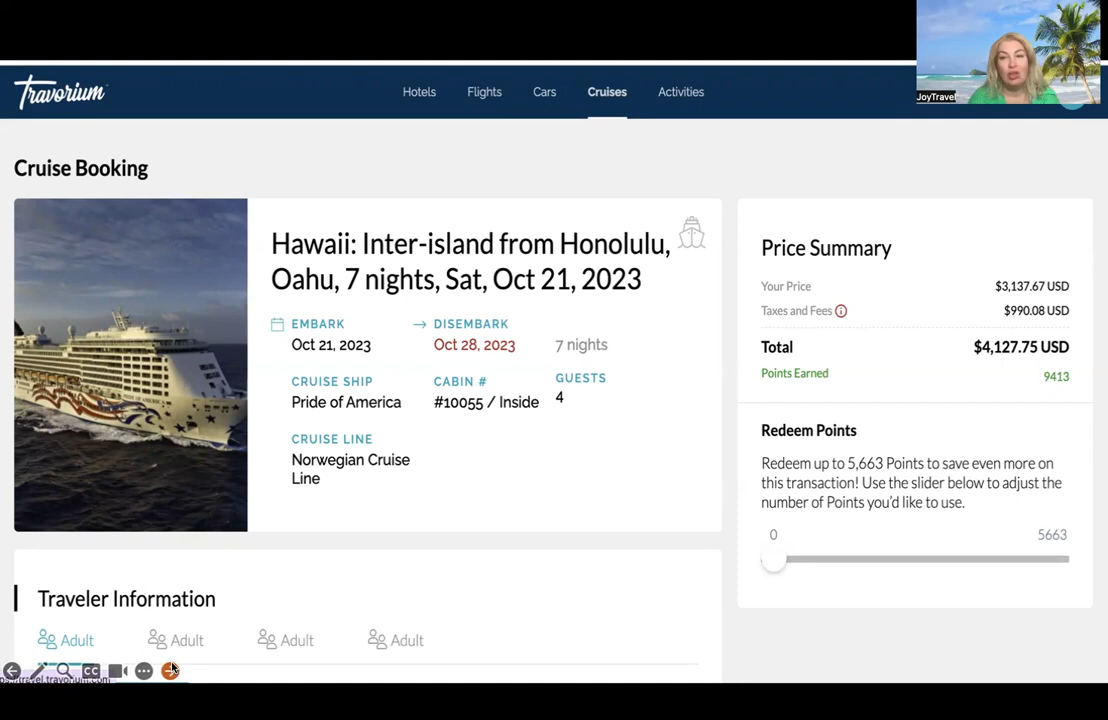 JoyTravel
Travorium
Hotels
Flights
Cars
Cruises
Activities
Cruise Booking
Hawaii: Inter-island from Honolulu,
Oahu, 7 nights, Sat, Oct 21, 2023
EMBARK
Oct 21, 2023
DISEMBARK
Oct 28, 2023
7 nights
CRUISE SHIP
Pride of America
CABIN #
#10055 / Inside
GUESTS
4
CRUISE LINE
Norwegian Cruise
Line
Price Summary
Your Price $3,137.67 USD
Taxes and Fees $990.08 USD
Total $4,127.75 USD
Points Earned 9413
Redeem Points
Redeem up to 5,663 Points to save even more on
this transaction! Use the slider below to adjust the
number of Points you'd like to use.
0 5663
Traveler Information
Adult
Adult
Adult
Adult
CC
travel.travorium.com